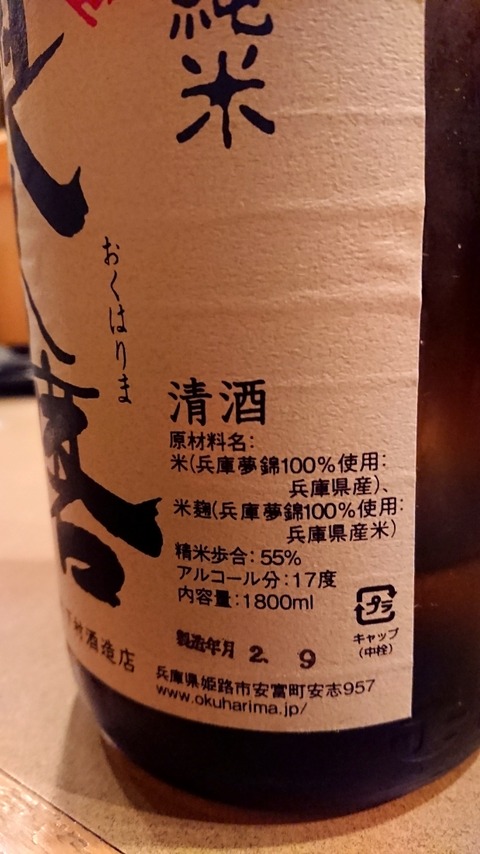 純米
おくはりま
清酒
原材料名:
米(兵庫夢錦100%使用:
兵庫県産)、
米麹(兵庫夢錦100%使用:
兵庫県産米)
精米歩合:55%
アルコール分:17度
内容量:1800ml
プラ
キャップ
(中栓)
製造年月 2. 9
村酒造店
兵庫県姫路市安富町安志957
www.okuharima.jp/